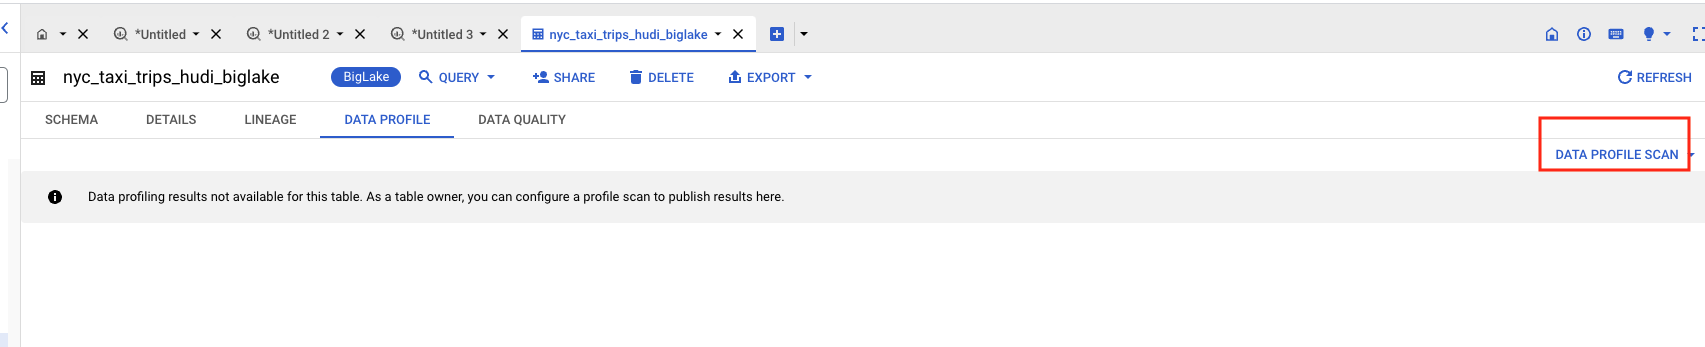 *Untitled
*Untitled 2
*Untitled 3
nyc_taxi_trips_hudi_biglake
nyc_taxi_trips_hudi_biglake
BigLake
QUERY
SHARE
DELETE
EXPORT
REFRESH
SCHEMA
DETAILS
LINEAGE
DATA PROFILE
DATA QUALITY
DATA PROFILE SCAN
Data profiling results not available for this table. As a table owner, you can configure a profile scan to publish results here.